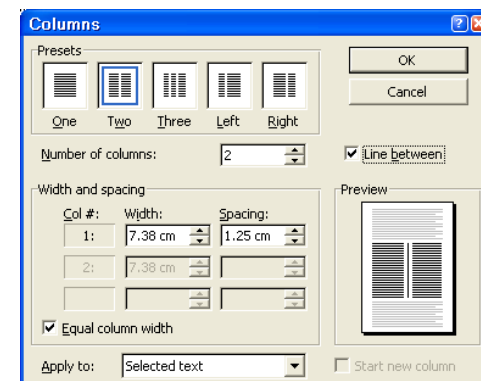 Columns
Presets
One Two Three Left Right
OK
Cancel
Number of columns: 2
Line between
Width and spacing
Col #: Width: Spacing:
1: 7.38 cm 1.25 cm
2: 7.38 cm
Equal column width
Preview
Apply to: Selected text
Start new column